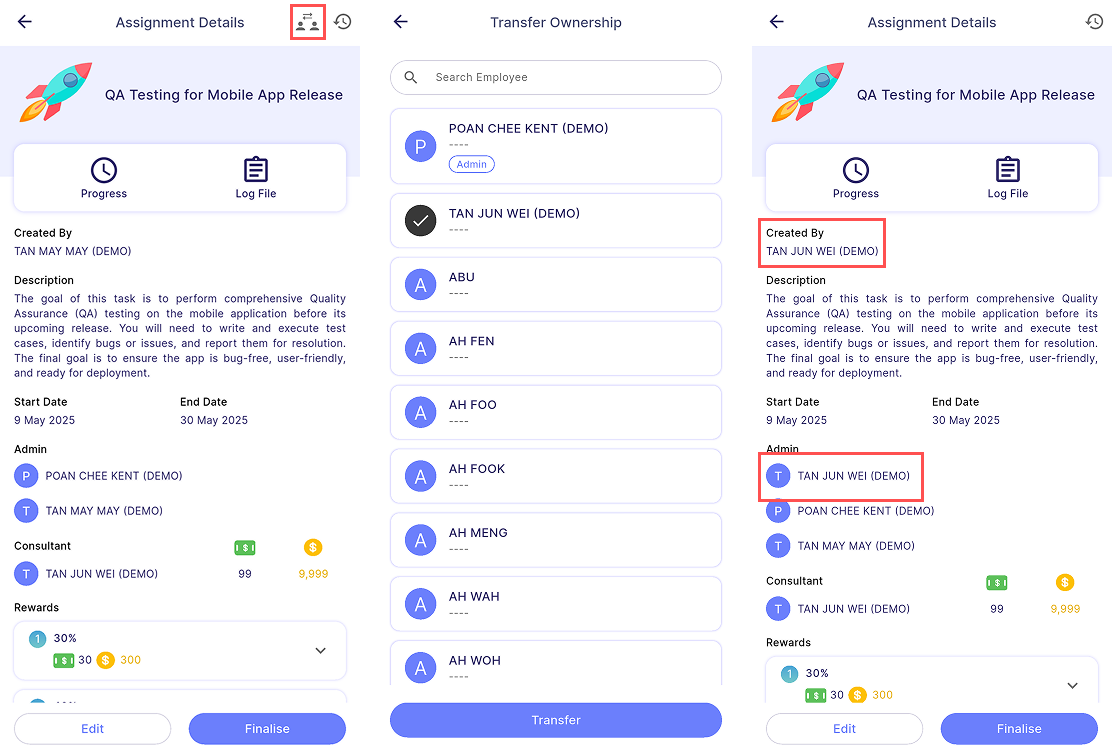 Assignment Details
QA Testing for Mobile App Release
Progress
Log File
Created By
TAN MAY MAY (DEMO)
Description
The goal of this task is to perform comprehensive Quality
Assurance (QA) testing on the mobile application before its
upcoming release. You will need to write and execute test
cases, identify bugs or issues, and report them for resolution.
The final goal is to ensure the app is bug-free, user-friendly,
and ready for deployment.
Start Date End Date
9 May 2025 30 May 2025
Admin
P POAN CHEE KENT (DEMO)
T TAN MAY MAY (DEMO)
Consultant
T TAN JUN WEI (DEMO) 99 9,999
Rewards
1 30%
30 300
Edit
Finalise
Transfer Ownership
Search Employee
P POAN CHEE KENT (DEMO)
----
Admin
TAN JUN WEI (DEMO)
----
A ABU
----
A AH FEN
----
A AH FOO
----
A AH FOOK
----
A AH MENG
----
A AH WAH
----
A AH WOH
----
Transfer
Assignment Details
QA Testing for Mobile App Release
Progress
Log File
Created By
TAN JUN WEI (DEMO)
Description
The goal of this task is to perform comprehensive Quality
Assurance (QA) testing on the mobile application before its
upcoming release. You will need to write and execute test
cases, identify bugs or issues, and report them for resolution.
The final goal is to ensure the app is bug-free, user-friendly,
and ready for deployment.
Start Date End Date
9 May 2025 30 May 2025
Admin
T TAN JUN WEI (DEMO)
P POAN CHEE KENT (DEMO)
T TAN MAY MAY (DEMO)
Consultant
T TAN JUN WEI (DEMO) 99 9,999
Rewards
1 30%
30 300
Edit
Finalise